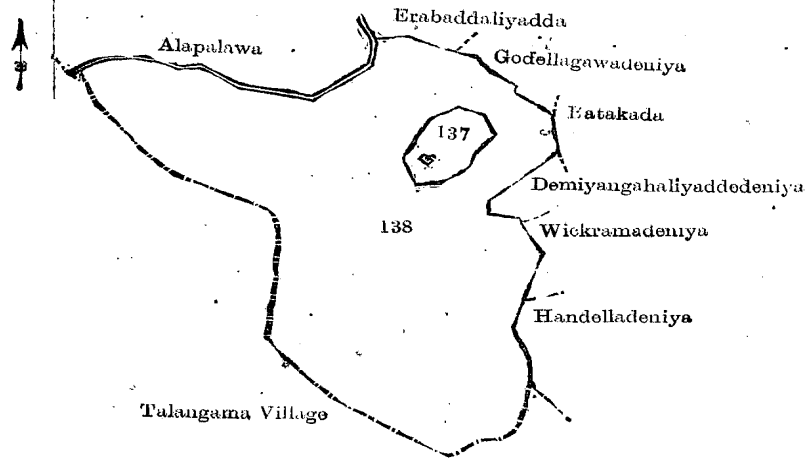 Erabaddaliyadda
Alapalawa
Godellagawadeniya
Batakada
137
Demiyangahaliyaddedeniya
138
Wickramadeniya
Handelladeniya
Talangama Village